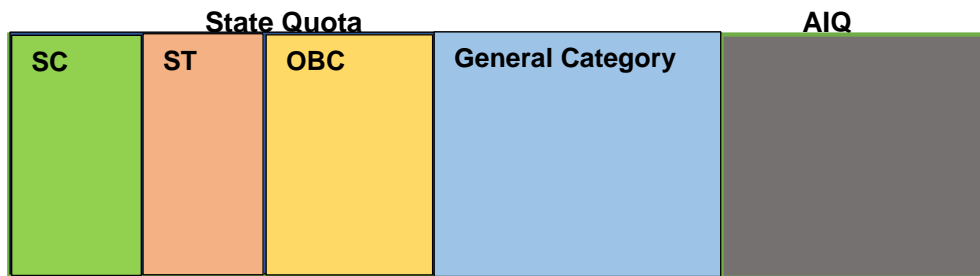 State Quota
AIQ
SC
ST
OBC
General Category